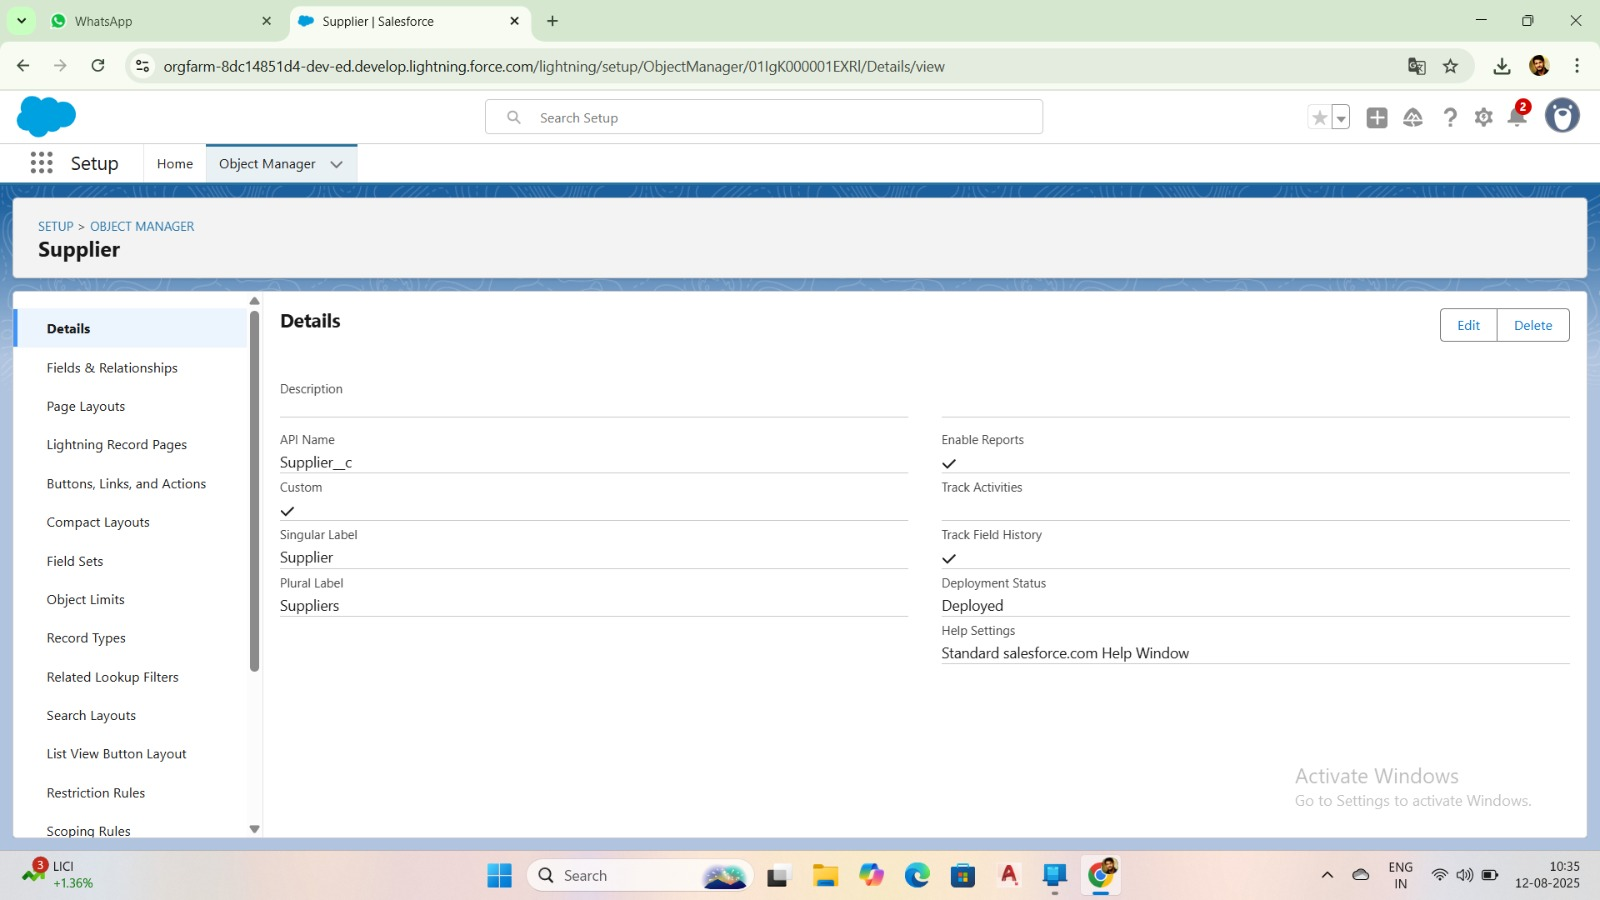 WhatsApp
Supplier | Salesforce
orgfarm-8dc14851d4-dev-ed.develop.lightning.force.com/lightning/setup/ObjectManager/01IgK000001EXRl/Details/view
Search Setup
2
Setup
Home
Object Manager
SETUP > OBJECT MANAGER
Supplier
Details
Fields & Relationships
Page Layouts
Lightning Record Pages
Buttons, Links, and Actions
Compact Layouts
Field Sets
Object Limits
Record Types
Related Lookup Filters
Search Layouts
List View Button Layout
Restriction Rules
Scoping Rules
Details
Edit
Delete
Description
API Name
Supplier__c
Custom
Singular Label
Supplier
Plural Label
Suppliers
Enable Reports
Track Activities
Track Field History
Deployment Status
Deployed
Help Settings
Standard salesforce.com Help Window
Activate Windows
Go to Settings to activate Windows.
3
LICI
+1.36%
Search
ENG
IN
10:35
12-08-2025